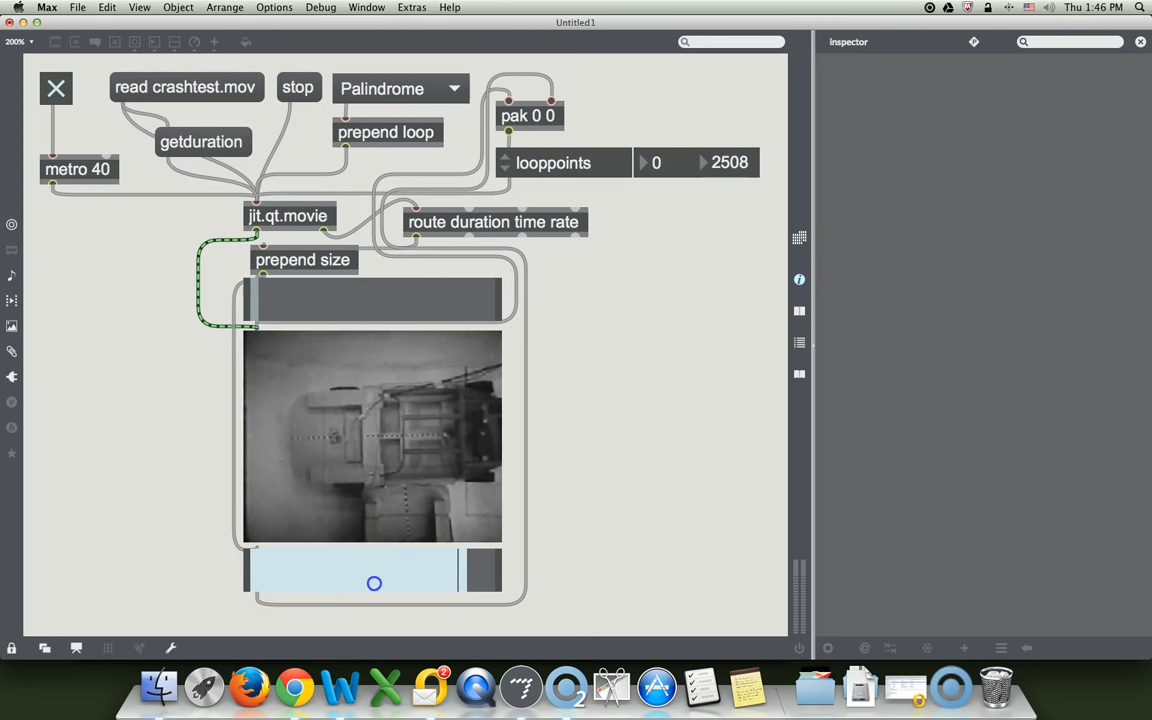 Max File Edit View Object Arrange Options Debug Window Extras Help
Thu 1:46 PM
Untitled1
200%
inspector
read crashtest.mov
stop
Palindrome
pak 0 0
getduration
prepend loop
metro 40
looppoints 0 2508
jit.qt.movie
route duration time rate
prepend size
2
2